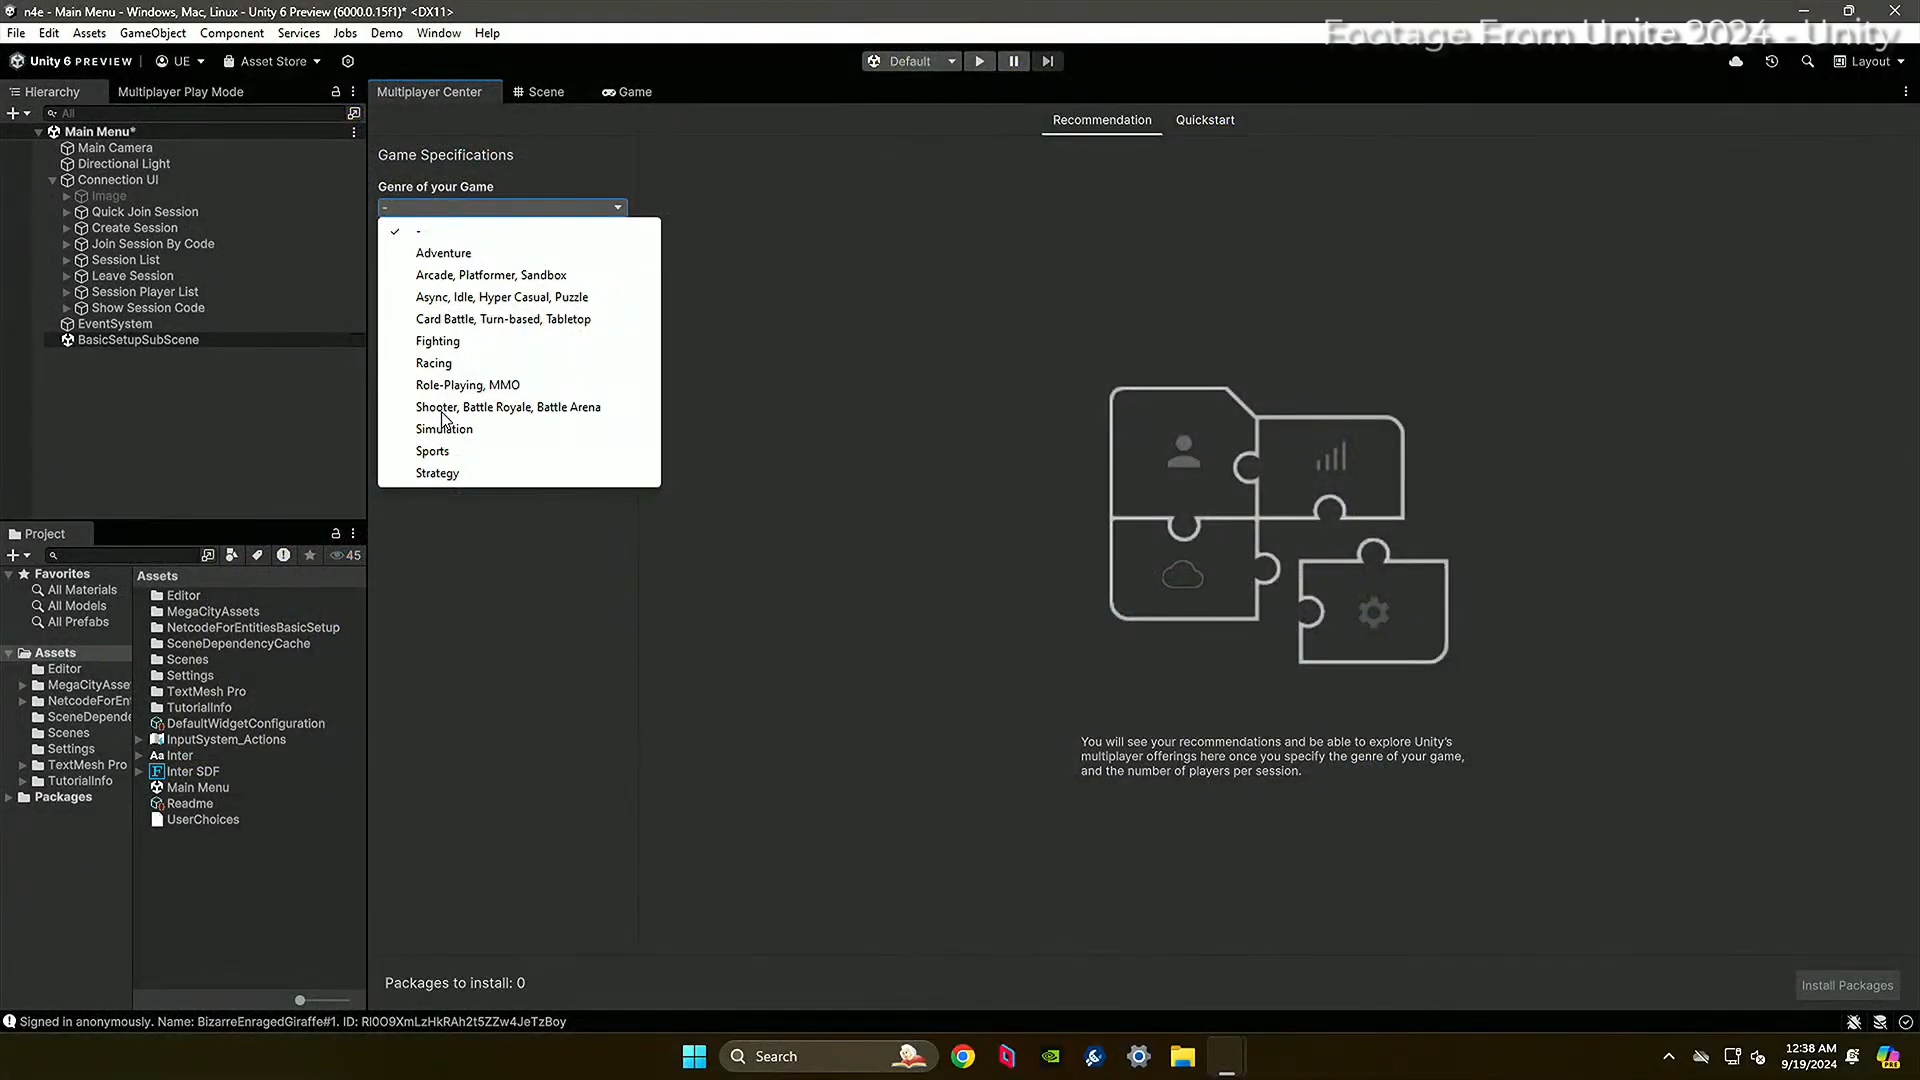 n4e - Main Menu - Windows, Mac, Linux - Unity 6 Preview (6000.0.15f1)* <DX11>
Footage From Unite 2024 - Unity
File Edit Assets GameObject Component Services Jobs Demo Window Help
Unity 6 PREVIEW UE Asset Store Default Layout
Hierarchy Multiplayer Play Mode
All
Main Menu*
Main Camera
Directional Light
Connection UI
Image
Quick Join Session
Create Session
Join Session By Code
Session List
Leave Session
Session Player List
Show Session Code
EventSystem
BasicSetupSubScene
Multiplayer Center Scene Game
Recommendation Quickstart
Game Specifications
Genre of your Game
-
-
Adventure
Arcade, Platformer, Sandbox
Async, Idle, Hyper Casual, Puzzle
Card Battle, Turn-based, Tabletop
Fighting
Racing
Role-Playing, MMO
Shooter, Battle Royale, Battle Arena
Simulation
Sports
Strategy
You will see your recommendations and be able to explore Unity's
multiplayer offerings here once you specify the genre of your game,
and the number of players per session.
Packages to install: 0
Install Packages
Project
45
Favorites
All Materials
All Models
All Prefabs
Assets
Editor
MegaCityAsse
NetcodeForEn
SceneDepende
Scenes
Settings
TextMesh Pro
TutorialInfo
Packages
Assets
Editor
MegaCityAssets
NetcodeForEntitiesBasicSetup
SceneDependencyCache
Scenes
Settings
TextMesh Pro
TutorialInfo
DefaultWidgetConfiguration
InputSystem_Actions
Aa Inter
F Inter SDF
Main Menu
Readme
UserChoices
Signed in anonymously. Name: BizarreEnragedGiraffe#1. ID: RI0O9XmLzHkRAh2t5ZZw4JeTzBoy
Search
12:38 AM
9/19/2024
PRE